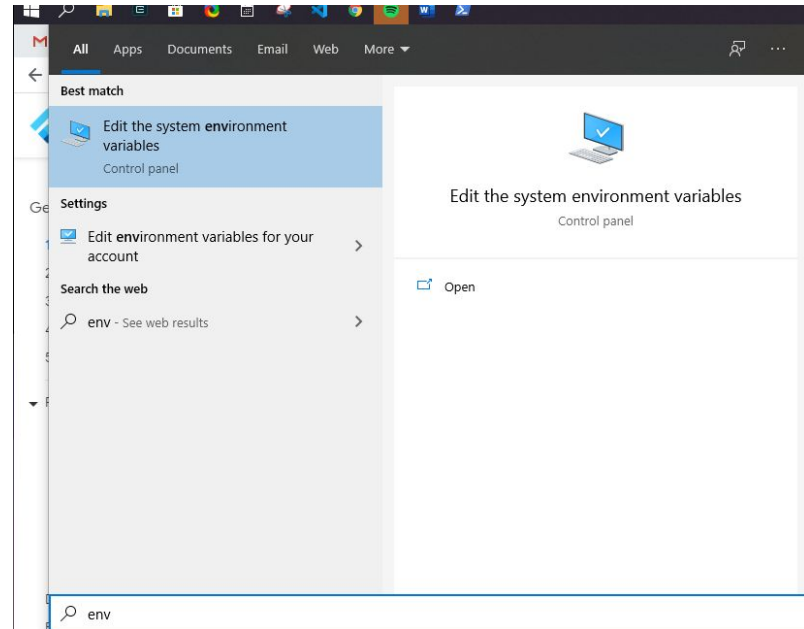 All Apps Documents Email Web More
Best match
Edit the system environment
variables
Control panel
Settings
Edit environment variables for your
account
Search the web
env - See web results
Edit the system environment variables
Control panel
Open
env
M
Ge